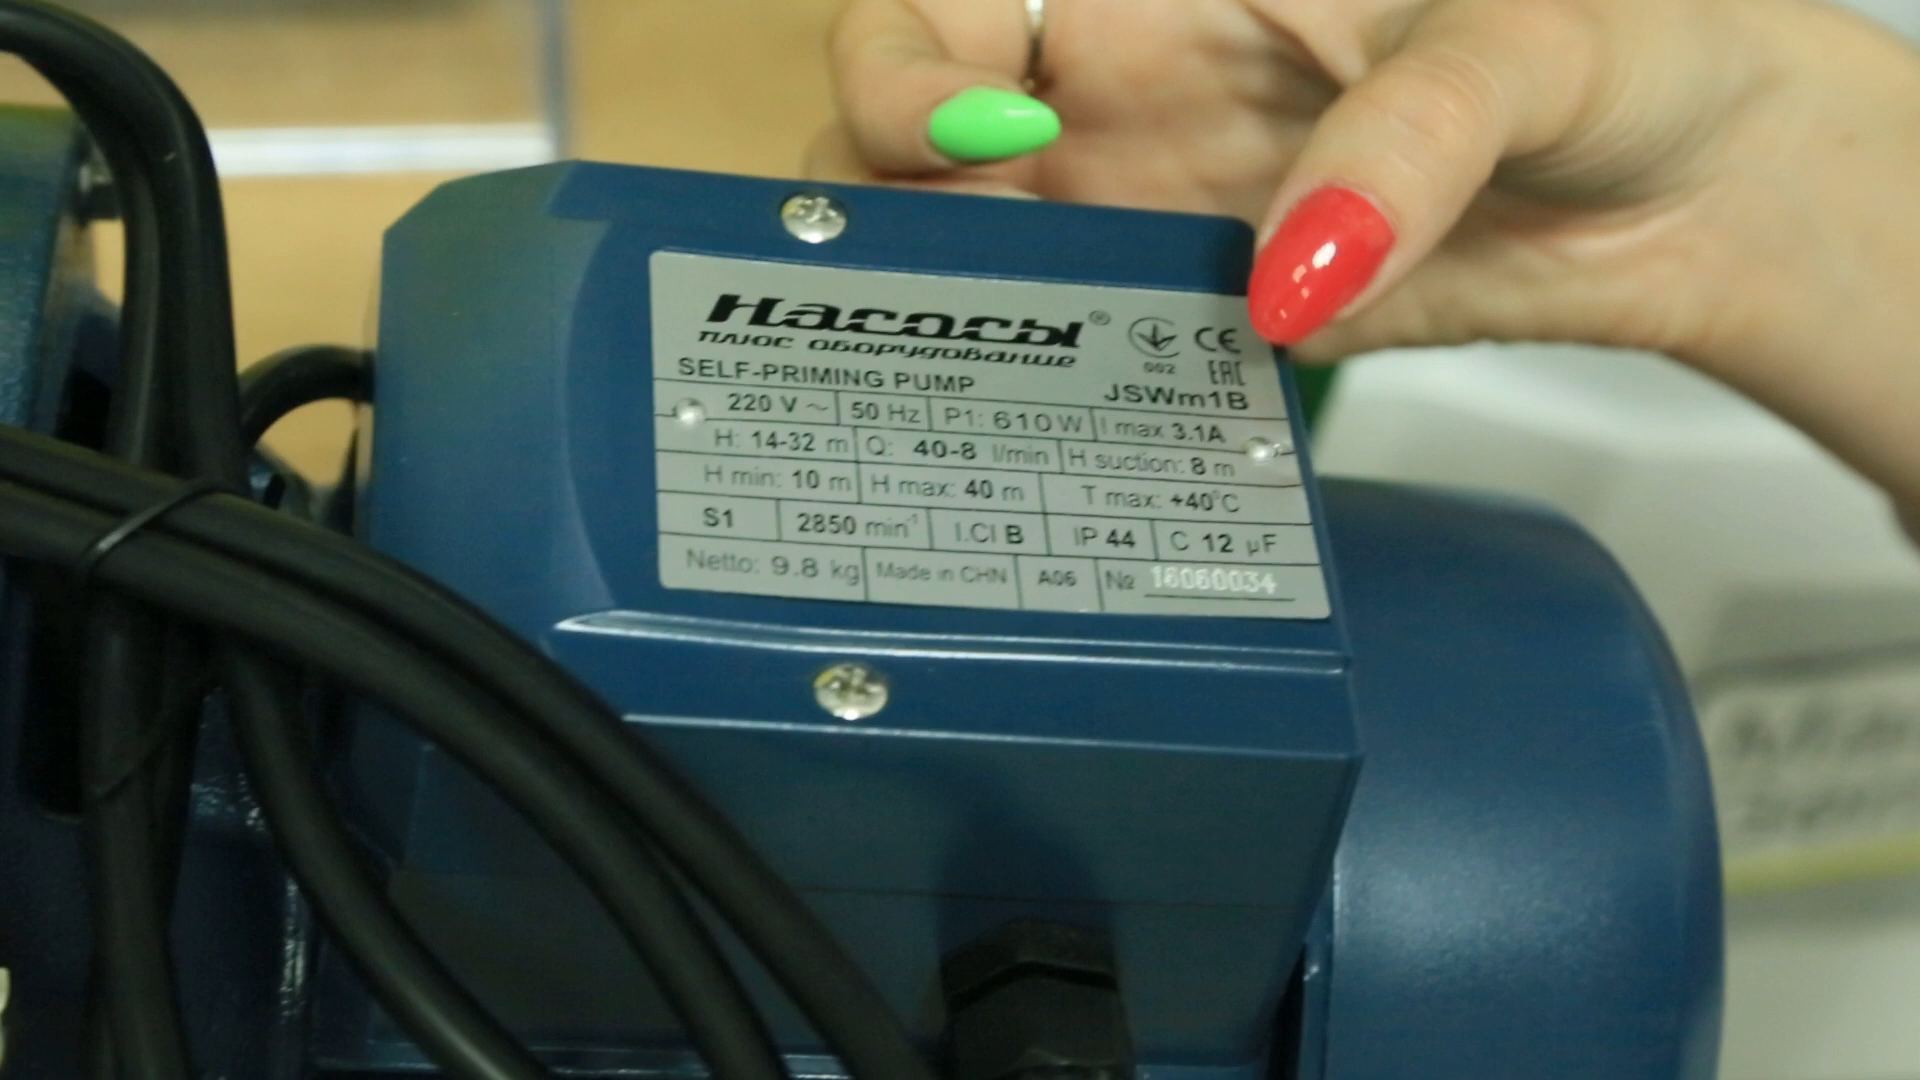 Насосы®
плюс оборудование
CE
002
EAC
SELF-PRIMING PUMP JSWm1B
220 V ~ 50 Hz P1: 610 W I max 3.1A
H: 14-32 m Q: 40-8 l/min H suction: 8 m
H min: 10 m H max: 40 m T max: +40°C
S1 2850 min⁻¹ I.Cl B IP 44 C 12 µF
Netto: 9.8 kg Made in CHN A06 № 16060034